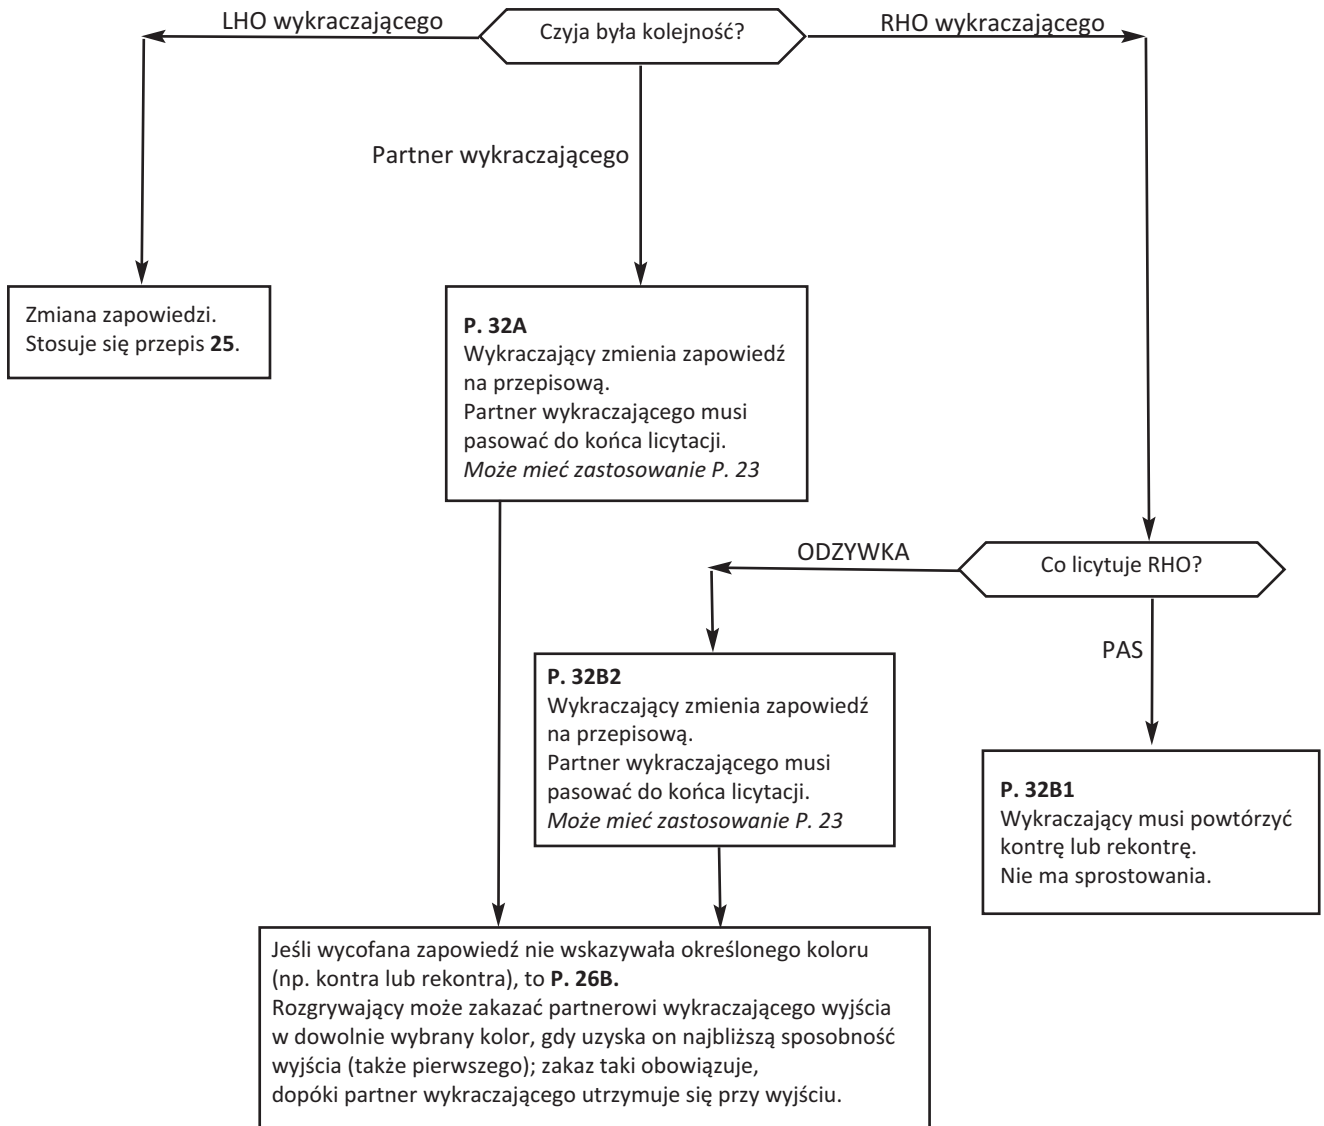 LHO wykraczającego
Czyja była kolejność?
RHO wykraczającego
Partner wykraczającego
Zmiana zapowiedzi.
Stosuje się przepis 25.
P. 32A
Wykraczający zmienia zapowiedź
na przepisową.
Partner wykraczającego musi
pasować do końca licytacji.
Może mieć zastosowanie P. 23
ODZYWKA
Co licytuje RHO?
PAS
P. 32B2
Wykraczający zmienia zapowiedź
na przepisową.
Partner wykraczającego musi
pasować do końca licytacji.
Może mieć zastosowanie P. 23
P. 32B1
Wykraczający musi powtórzyć
kontrę lub rekontrę.
Nie ma sprostowania.
Jeśli wycofana zapowiedź nie wskazywała określonego koloru
(np. kontra lub rekontra), to P. 26B.
Rozgrywający może zakazać partnerowi wykraczającego wyjścia
w dowolnie wybrany kolor, gdy uzyska on najbliższą sposobność
wyjścia (także pierwszego); zakaz taki obowiązuje,
dopóki partner wykraczającego utrzymuje się przy wyjściu.